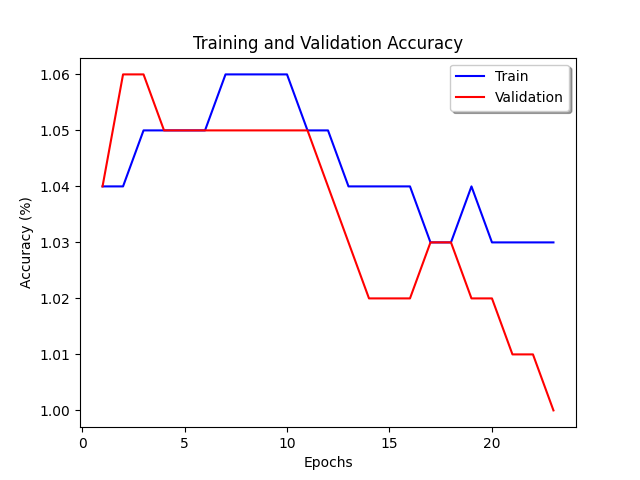 Training and Validation Accuracy
Train
Validation
Accuracy (%)
1.06
1.05
1.04
1.03
1.02
1.01
1.00
0 5 10 15 20
Epochs